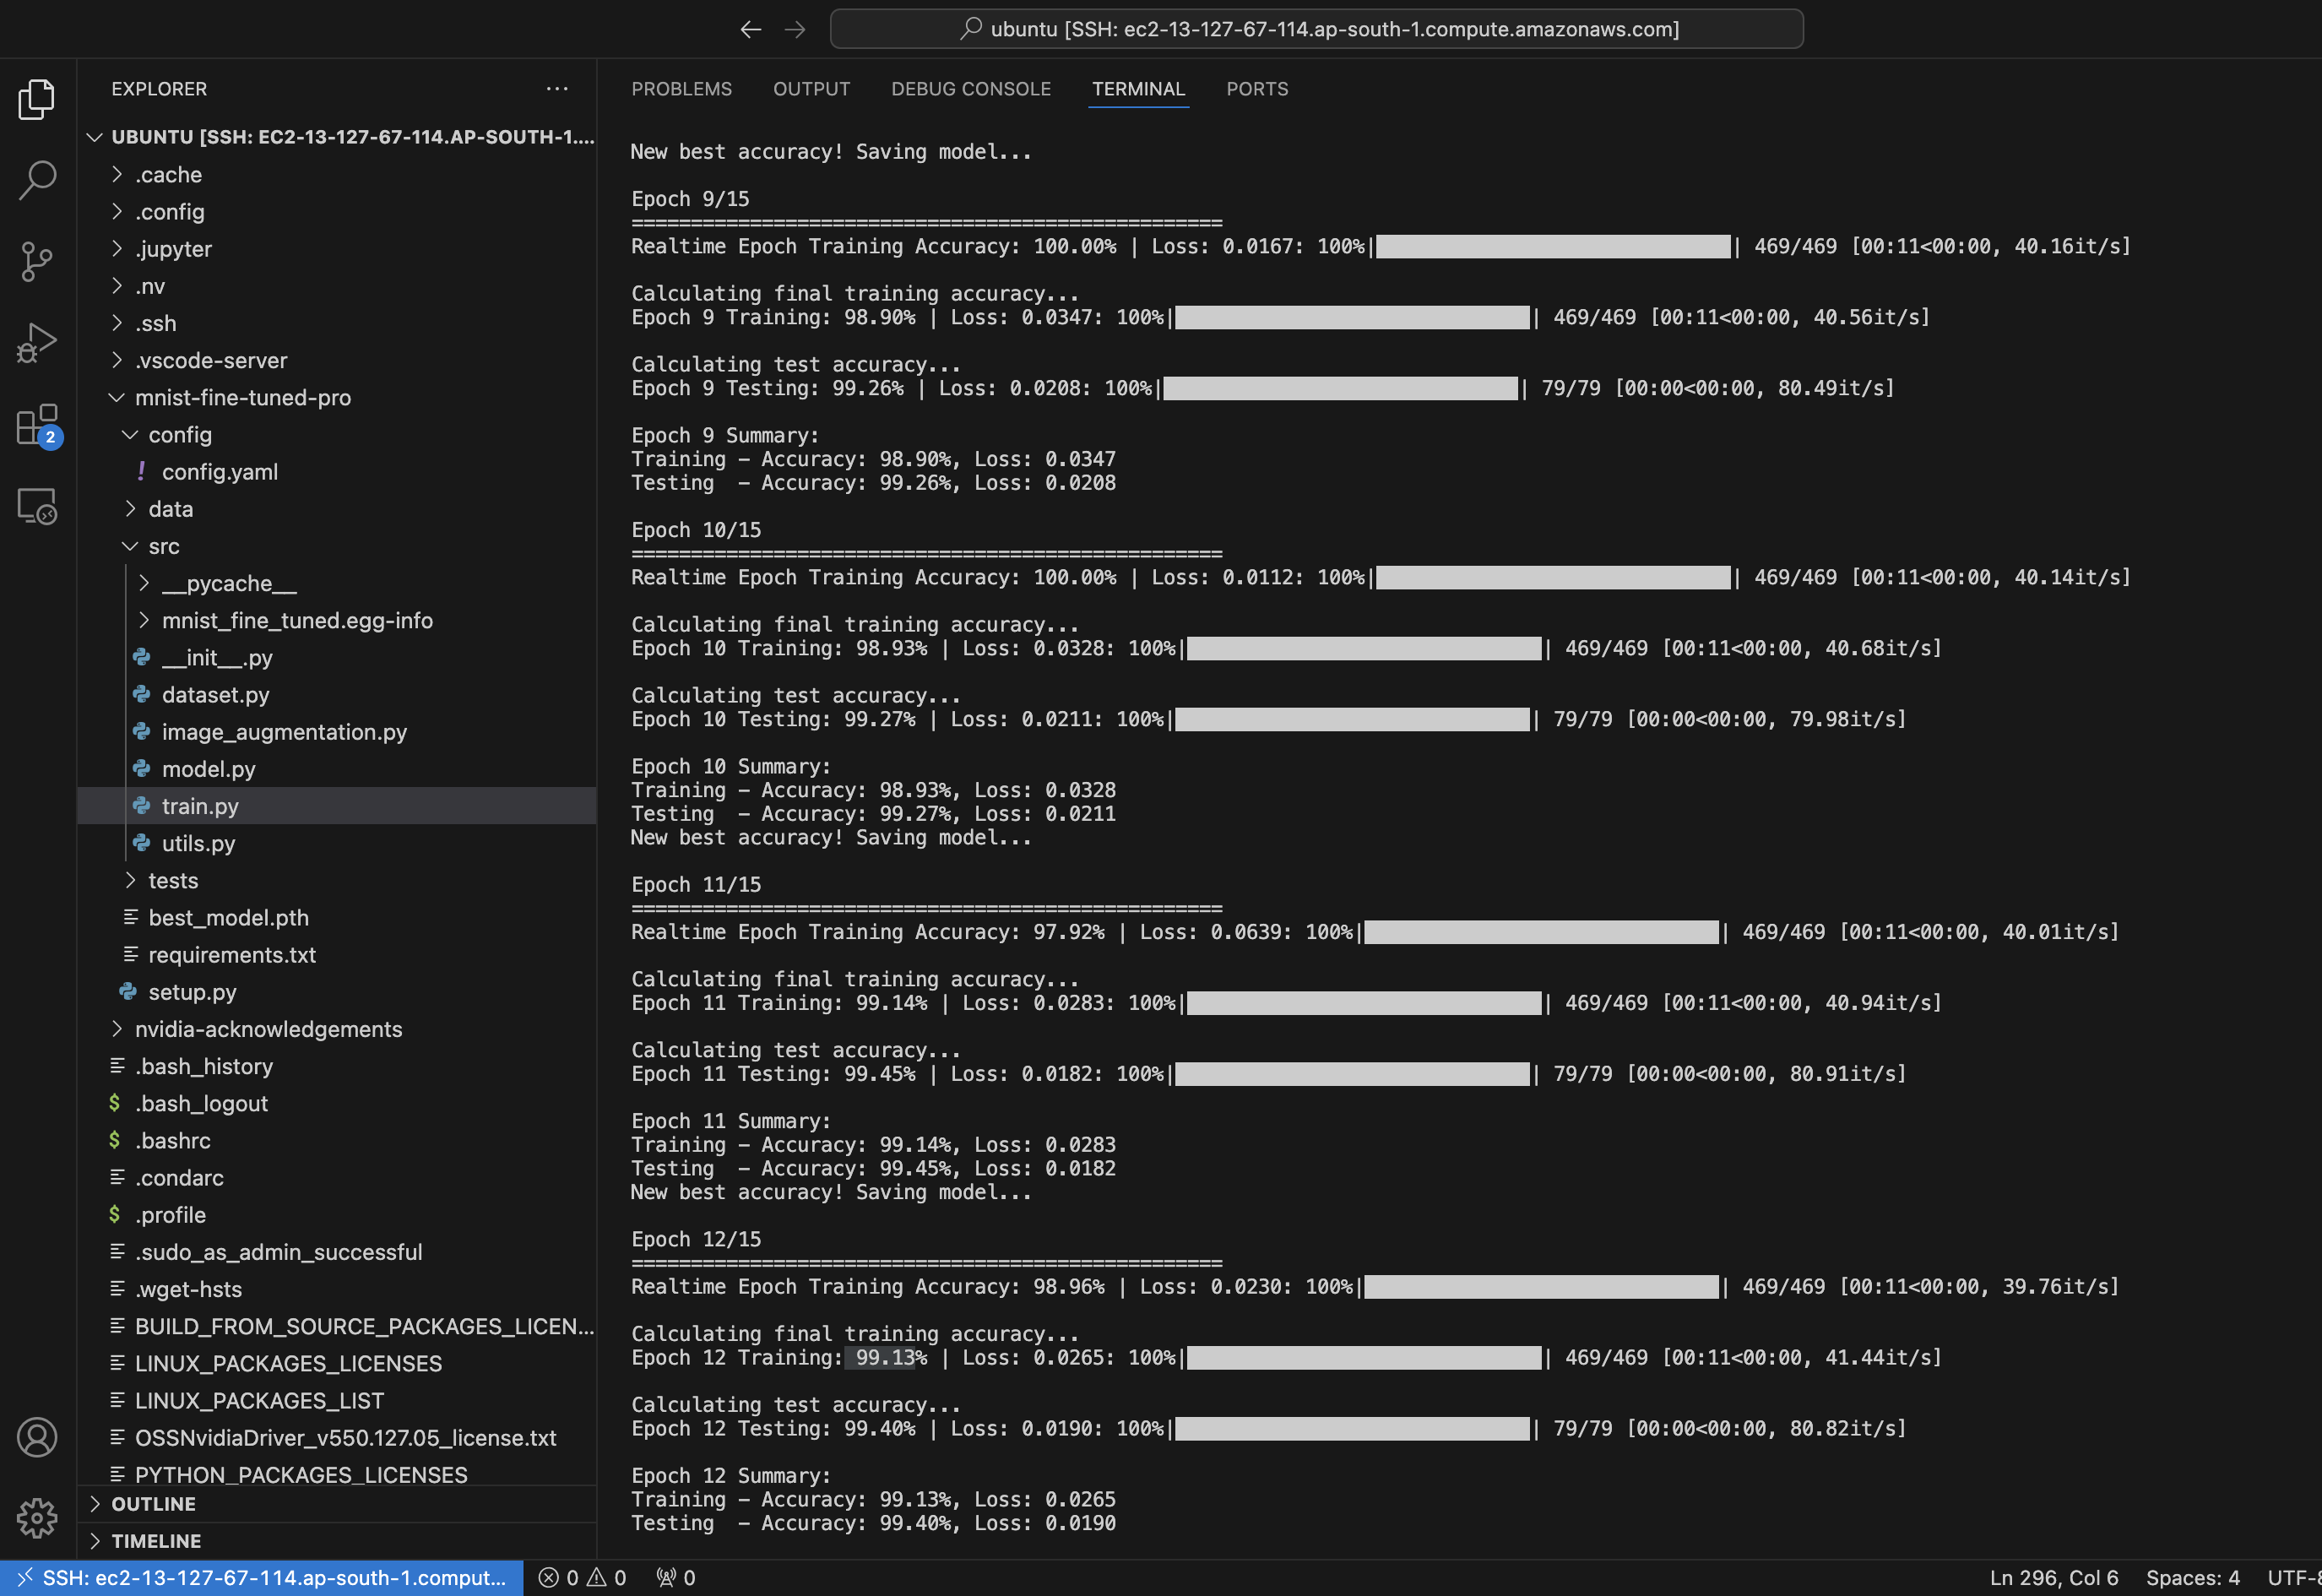 ubuntu [SSH: ec2-13-127-67-114.ap-south-1.compute.amazonaws.com]
EXPLORER
UBUNTU [SSH: EC2-13-127-67-114.AP-SOUTH-1....
.cache
.config
.jupyter
.nv
.ssh
.vscode-server
mnist-fine-tuned-pro
config
! config.yaml
data
src
__pycache__
mnist_fine_tuned.egg-info
__init__.py
dataset.py
image_augmentation.py
model.py
train.py
utils.py
tests
best_model.pth
requirements.txt
setup.py
nvidia-acknowledgements
.bash_history
$ .bash_logout
$ .bashrc
.condarc
$ .profile
.sudo_as_admin_successful
.wget-hsts
BUILD_FROM_SOURCE_PACKAGES_LICEN...
LINUX_PACKAGES_LICENSES
LINUX_PACKAGES_LIST
OSSNvidiaDriver_v550.127.05_license.txt
PYTHON_PACKAGES_LICENSES
OUTLINE
TIMELINE
2
PROBLEMS OUTPUT DEBUG CONSOLE TERMINAL PORTS
New best accuracy! Saving model...
Epoch 9/15
==================================================
Realtime Epoch Training Accuracy: 100.00% | Loss: 0.0167: 100%| | 469/469 [00:11<00:00, 40.16it/s]
Calculating final training accuracy...
Epoch 9 Training: 98.90% | Loss: 0.0347: 100%| | 469/469 [00:11<00:00, 40.56it/s]
Calculating test accuracy...
Epoch 9 Testing: 99.26% | Loss: 0.0208: 100%| | 79/79 [00:00<00:00, 80.49it/s]
Epoch 9 Summary:
Training - Accuracy: 98.90%, Loss: 0.0347
Testing  - Accuracy: 99.26%, Loss: 0.0208
Epoch 10/15
==================================================
Realtime Epoch Training Accuracy: 100.00% | Loss: 0.0112: 100%| | 469/469 [00:11<00:00, 40.14it/s]
Calculating final training accuracy...
Epoch 10 Training: 98.93% | Loss: 0.0328: 100%| | 469/469 [00:11<00:00, 40.68it/s]
Calculating test accuracy...
Epoch 10 Testing: 99.27% | Loss: 0.0211: 100%| | 79/79 [00:00<00:00, 79.98it/s]
Epoch 10 Summary:
Training - Accuracy: 98.93%, Loss: 0.0328
Testing  - Accuracy: 99.27%, Loss: 0.0211
New best accuracy! Saving model...
Epoch 11/15
==================================================
Realtime Epoch Training Accuracy: 97.92% | Loss: 0.0639: 100%| | 469/469 [00:11<00:00, 40.01it/s]
Calculating final training accuracy...
Epoch 11 Training: 99.14% | Loss: 0.0283: 100%| | 469/469 [00:11<00:00, 40.94it/s]
Calculating test accuracy...
Epoch 11 Testing: 99.45% | Loss: 0.0182: 100%| | 79/79 [00:00<00:00, 80.91it/s]
Epoch 11 Summary:
Training - Accuracy: 99.14%, Loss: 0.0283
Testing  - Accuracy: 99.45%, Loss: 0.0182
New best accuracy! Saving model...
Epoch 12/15
==================================================
Realtime Epoch Training Accuracy: 98.96% | Loss: 0.0230: 100%| | 469/469 [00:11<00:00, 39.76it/s]
Calculating final training accuracy...
Epoch 12 Training: 99.13% | Loss: 0.0265: 100%| | 469/469 [00:11<00:00, 41.44it/s]
Calculating test accuracy...
Epoch 12 Testing: 99.40% | Loss: 0.0190: 100%| | 79/79 [00:00<00:00, 80.82it/s]
Epoch 12 Summary:
Training - Accuracy: 99.13%, Loss: 0.0265
Testing  - Accuracy: 99.40%, Loss: 0.0190
SSH: ec2-13-127-67-114.ap-south-1.comput... 0 0 0 Ln 296, Col 6 Spaces: 4 UTF-